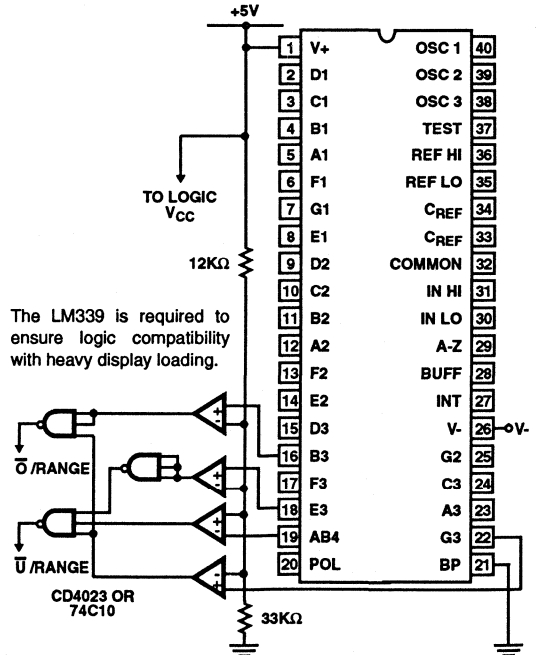 +5V
1 V+ OSC 1 40
2 D1 OSC 2 39
3 C1 OSC 3 38
4 B1 TEST 37
5 A1 REF HI 36
6 F1 REF LO 35
7 G1 CREF 34
8 E1 CREF 33
9 D2 COMMON 32
10 C2 IN HI 31
11 B2 IN LO 30
12 A2 A-Z 29
13 F2 BUFF 28
14 E2 INT 27
15 D3 V- 26 V-
16 B3 G2 25
17 F3 C3 24
18 E3 A3 23
19 AB4 G3 22
20 POL BP 21
TO LOGIC
VCC
12KΩ
The LM339 is required to
ensure logic compatibility
with heavy display loading.
+
-
+
-
+
-
-
+
O̅ /RANGE
U̅ /RANGE
CD4023 OR
74C10
33KΩ